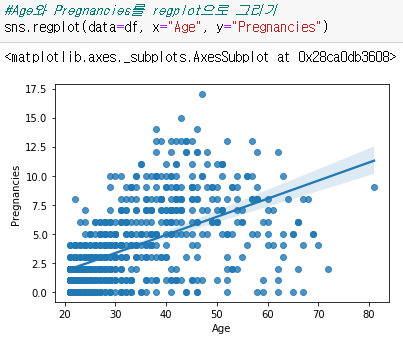 #Age와 Pregnancies를 regplot으로 그리기
sns.regplot(data=df, x="Age", y="Pregnancies")
<matplotlib.axes._subplots.AxesSubplot at 0x28ca0db3608>
17.5
15.0
12.5
10.0
7.5
5.0
2.5
0.0
Pregnancies
20 30 40 50 60 70 80
Age